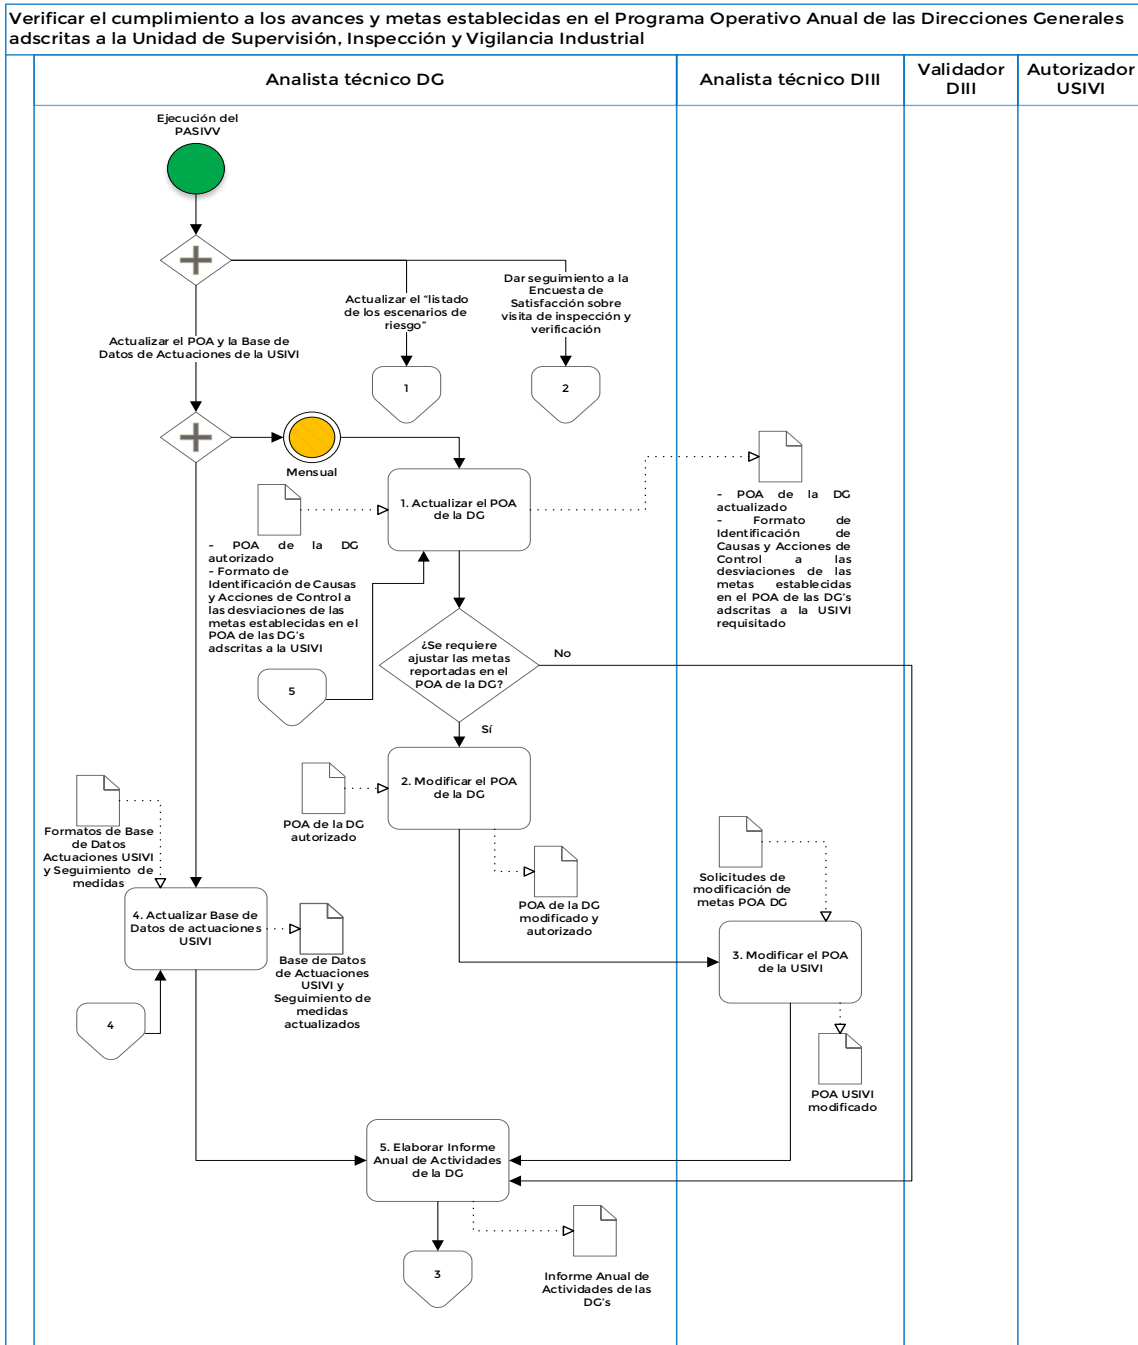 Verificar el cumplimiento a los avances y metas establecidas en el Programa Operativo Anual de las Direcciones Generales
adscritas a la Unidad de Supervisión, Inspección y Vigilancia Industrial
Analista técnico DG
Analista técnico DIII
Validador
DIII
Autorizador
USIVI
Ejecución del
PASIVV
Actualizar el "listado
de los escenarios de
riesgo"
Dar seguimiento a la
Encuesta de
Satisfacción sobre
visita de inspección y
verificación
Actualizar el POA y la Base de
Datos de Actuaciones de la USIVI
1
2
Mensual
1. Actualizar el POA
de la DG
- POA de la DG
autorizado
- Formato de
Identificación de Causas
y Acciones de Control a
las desviaciones de las
metas establecidas en el
POA de las DG's
adscritas a la USIVI
- POA de la DG
actualizado
- Formato de
Identificación de
Causas y Acciones de
Control a las
desviaciones de las
metas establecidas
en el POA de las DG's
adscritas a la USIVI
requisitado
¿Se requiere
ajustar las metas
reportadas en el
POA de la DG?
No
5
Sí
2. Modificar el POA
de la DG
POA de la DG
autorizado
Formatos de Base
de Datos
Actuaciones USIVI
y Seguimiento de
medidas
POA de la DG
modificado y
autorizado
Solicitudes de
modificación de
metas POA DG
4. Actualizar Base de
Datos de actuaciones
USIVI
3. Modificar el POA
de la USIVI
Base de Datos
de Actuaciones
USIVI y
Seguimiento de
medidas
actualizados
4
POA USIVI
modificado
5. Elaborar Informe
Anual de Actividades
de la DG
3
Informe Anual de
Actividades de las
DG's